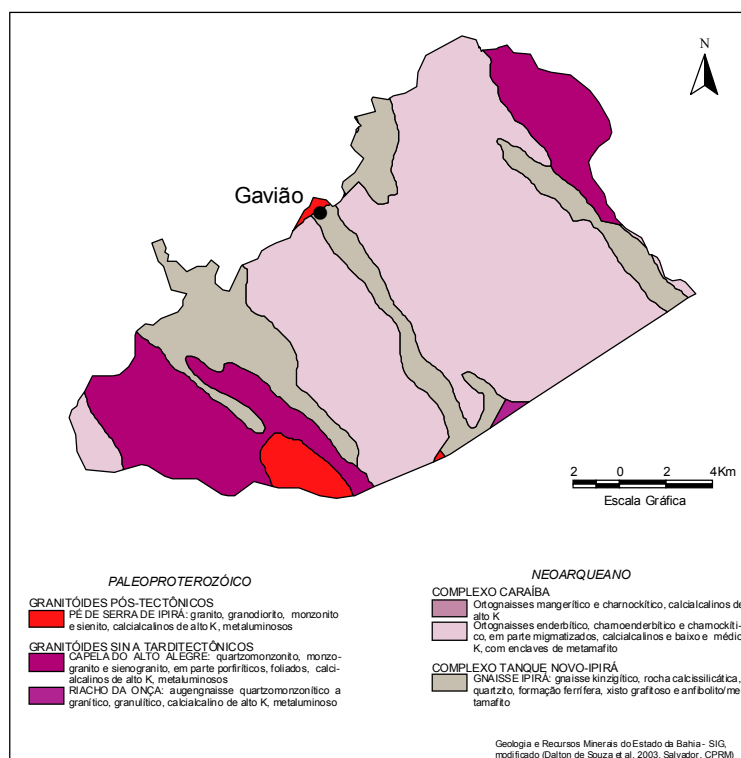 N
Gavião
2 0 2 4Km
Escala Gráfica
PALEOPROTEROZÓICO
GRANITÓIDES PÓS-TECTÔNICOS
PÉ DE SERRA DE IPIRÁ: granito, granodiorito, monzonito
e sienito, calcialcalinos de alto K, metaluminosos
GRANITÓIDES SIN A TARDITECTÔNICOS
CAPELA DO ALTO ALEGRE: quartzomonzonito, monzo-
granito e sienogranito, em parte porfiríticos, foliados, calci-
alcalinos de alto K, metaluminosos
RIACHO DA ONÇA: augengnaisse quartzomonzonítico a
granítico, granulítico, calcialcalino de alto K, metaluminoso
NEOARQUEANO
COMPLEXO CARAÍBA
Ortognaisses mangerítico e charnockítico, calcialcalinos de
alto K
Ortognaisses enderbítico, charnoenderbítico e charnockíti-
co, em parte migmatizados, calcialcalinos e baixo e médio
K, com enclaves de metamafito
COMPLEXO TANQUE NOVO-IPIRÁ
GNAISSE IPIRÁ: gnaisse kinzigítico, rocha calcissilicática,
quartzito, formação ferrífera, xisto grafitoso e anfibolito/me
tamafito
Geologia e Recursos Minerais do Estado da Bahia - SIG,
modificado (Dalton de Souza et al. 2003. Salvador, CPRM)